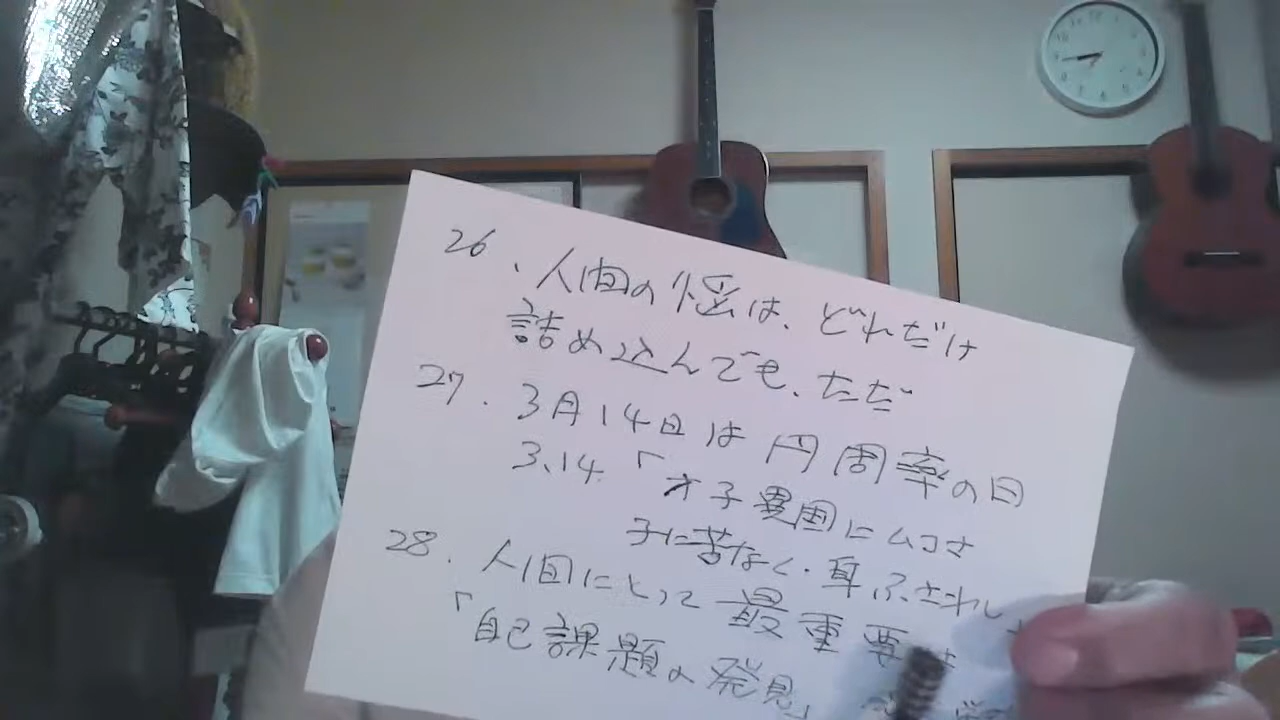 26、人間の悩は、どれだけ
詰め込んでも、ただ
27. 3月14日は円周率の日
3.14.「才子異国にムコさ
子に苦なく、耳ふさわし
28. 人間にとって最重要は
「自己課題の発見」